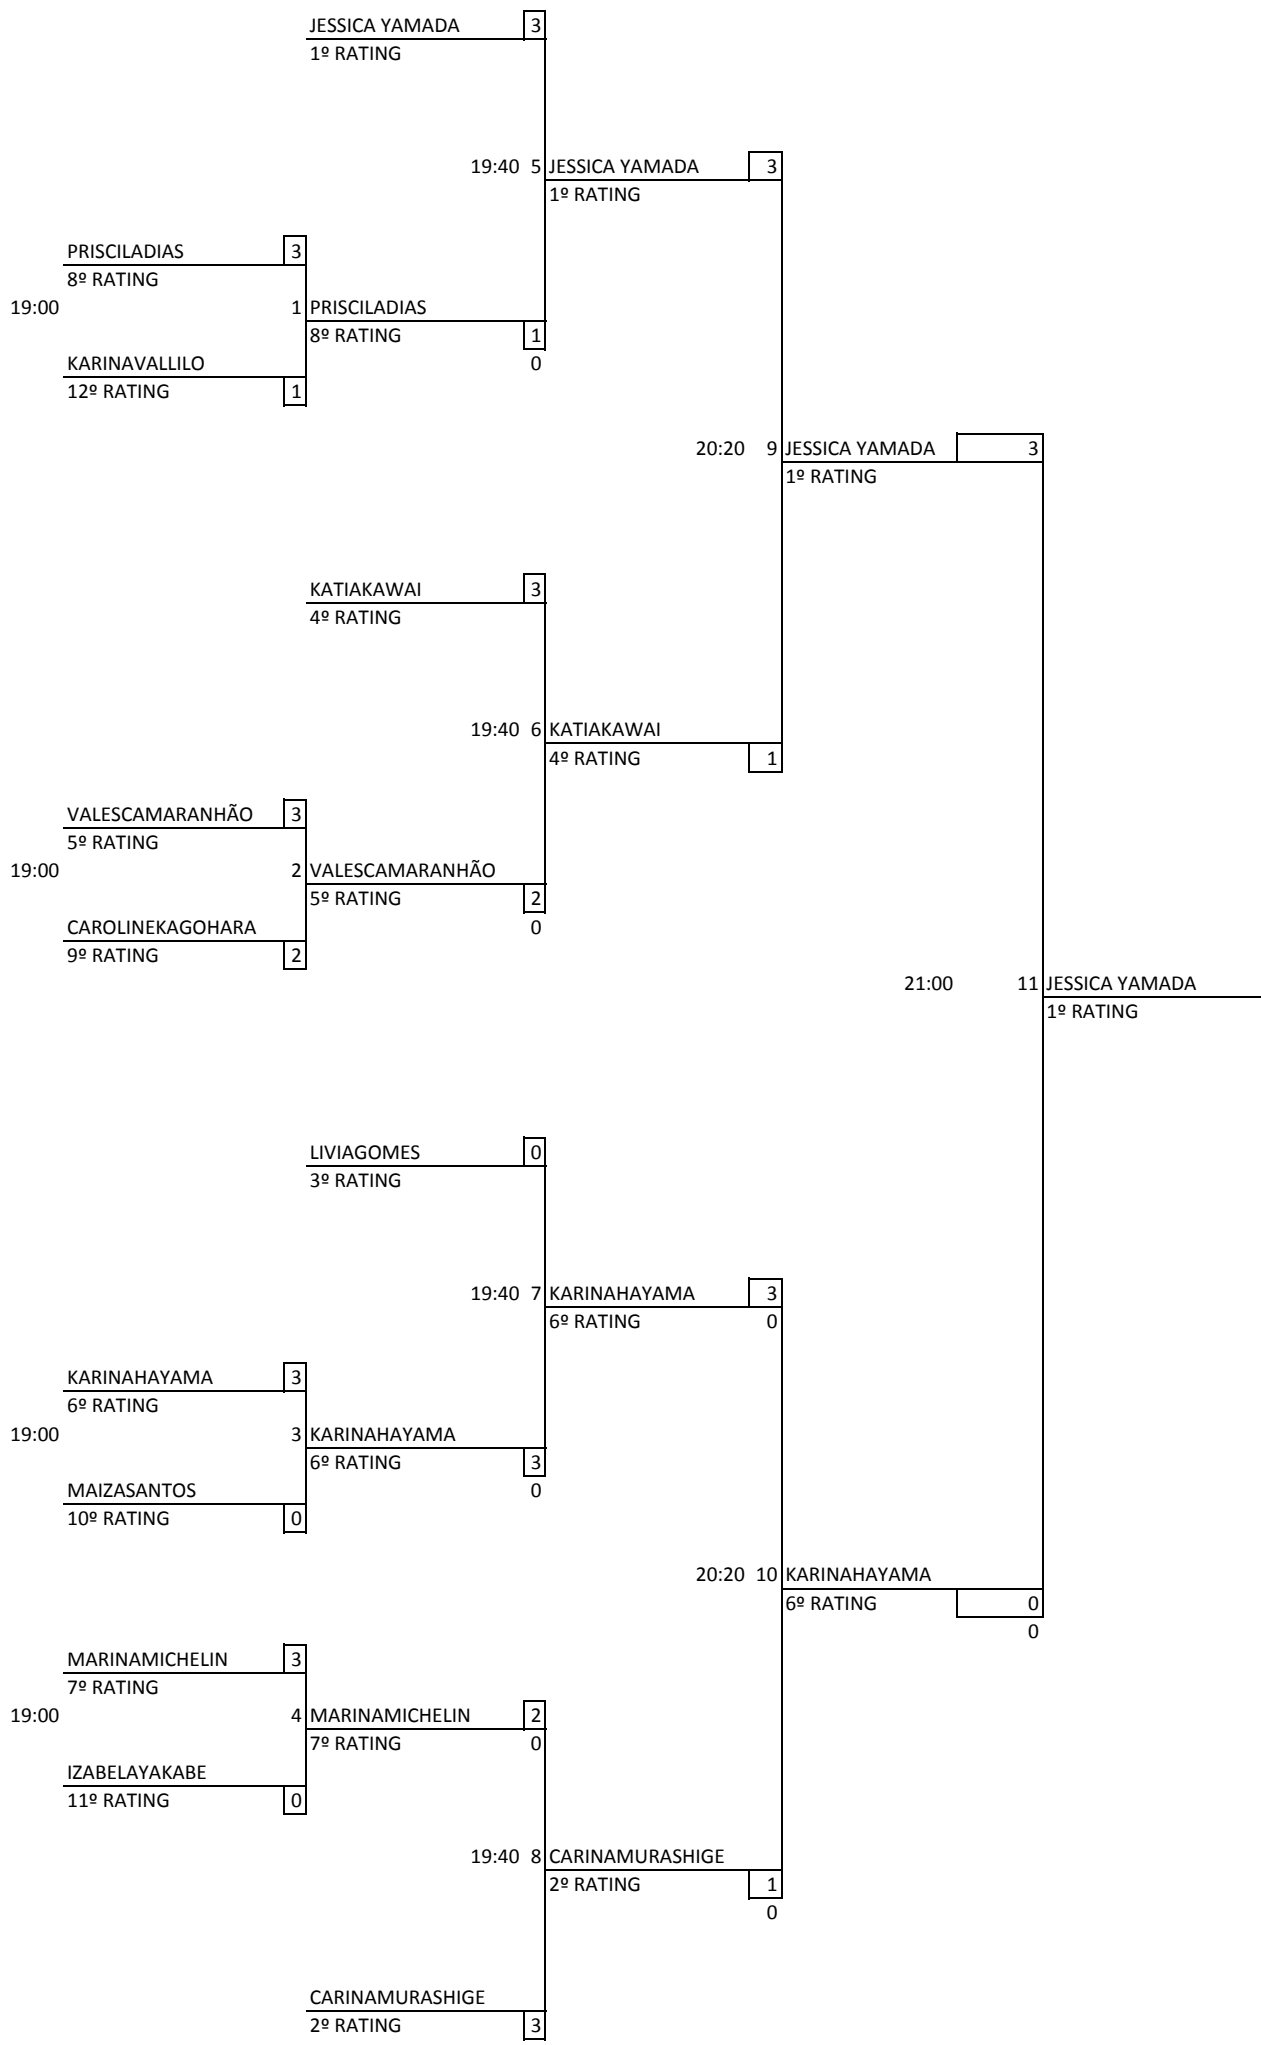 JESSICA YAMADA 3
1º RATING
19:40 5 JESSICA YAMADA 3
1º RATING
PRISCILADIAS 3
8º RATING
19:00 1 PRISCILADIAS
8º RATING 1
KARINAVALLILO 0
12º RATING 1
20:20 9 JESSICA YAMADA 3
1º RATING
KATIAKAWAI 3
4º RATING
19:40 6 KATIAKAWAI
4º RATING 1
VALESCAMARANHÃO 3
5º RATING
19:00 2 VALESCAMARANHÃO
5º RATING 2
CAROLINEKAGOHARA 0
9º RATING 2
21:00 11 JESSICA YAMADA
1º RATING
LIVIAGOMES 0
3º RATING
19:40 7 KARINAHAYAMA 3
6º RATING 0
KARINAHAYAMA 3
6º RATING
19:00 3 KARINAHAYAMA
6º RATING 3
MAIZASANTOS 0
10º RATING 0
20:20 10 KARINAHAYAMA
6º RATING 0
0
MARINAMICHELIN 3
7º RATING
19:00 4 MARINAMICHELIN 2
7º RATING 0
IZABELAYAKABE
11º RATING 0
19:40 8 CARINAMURASHIGE
2º RATING 1
0
CARINAMURASHIGE
2º RATING 3